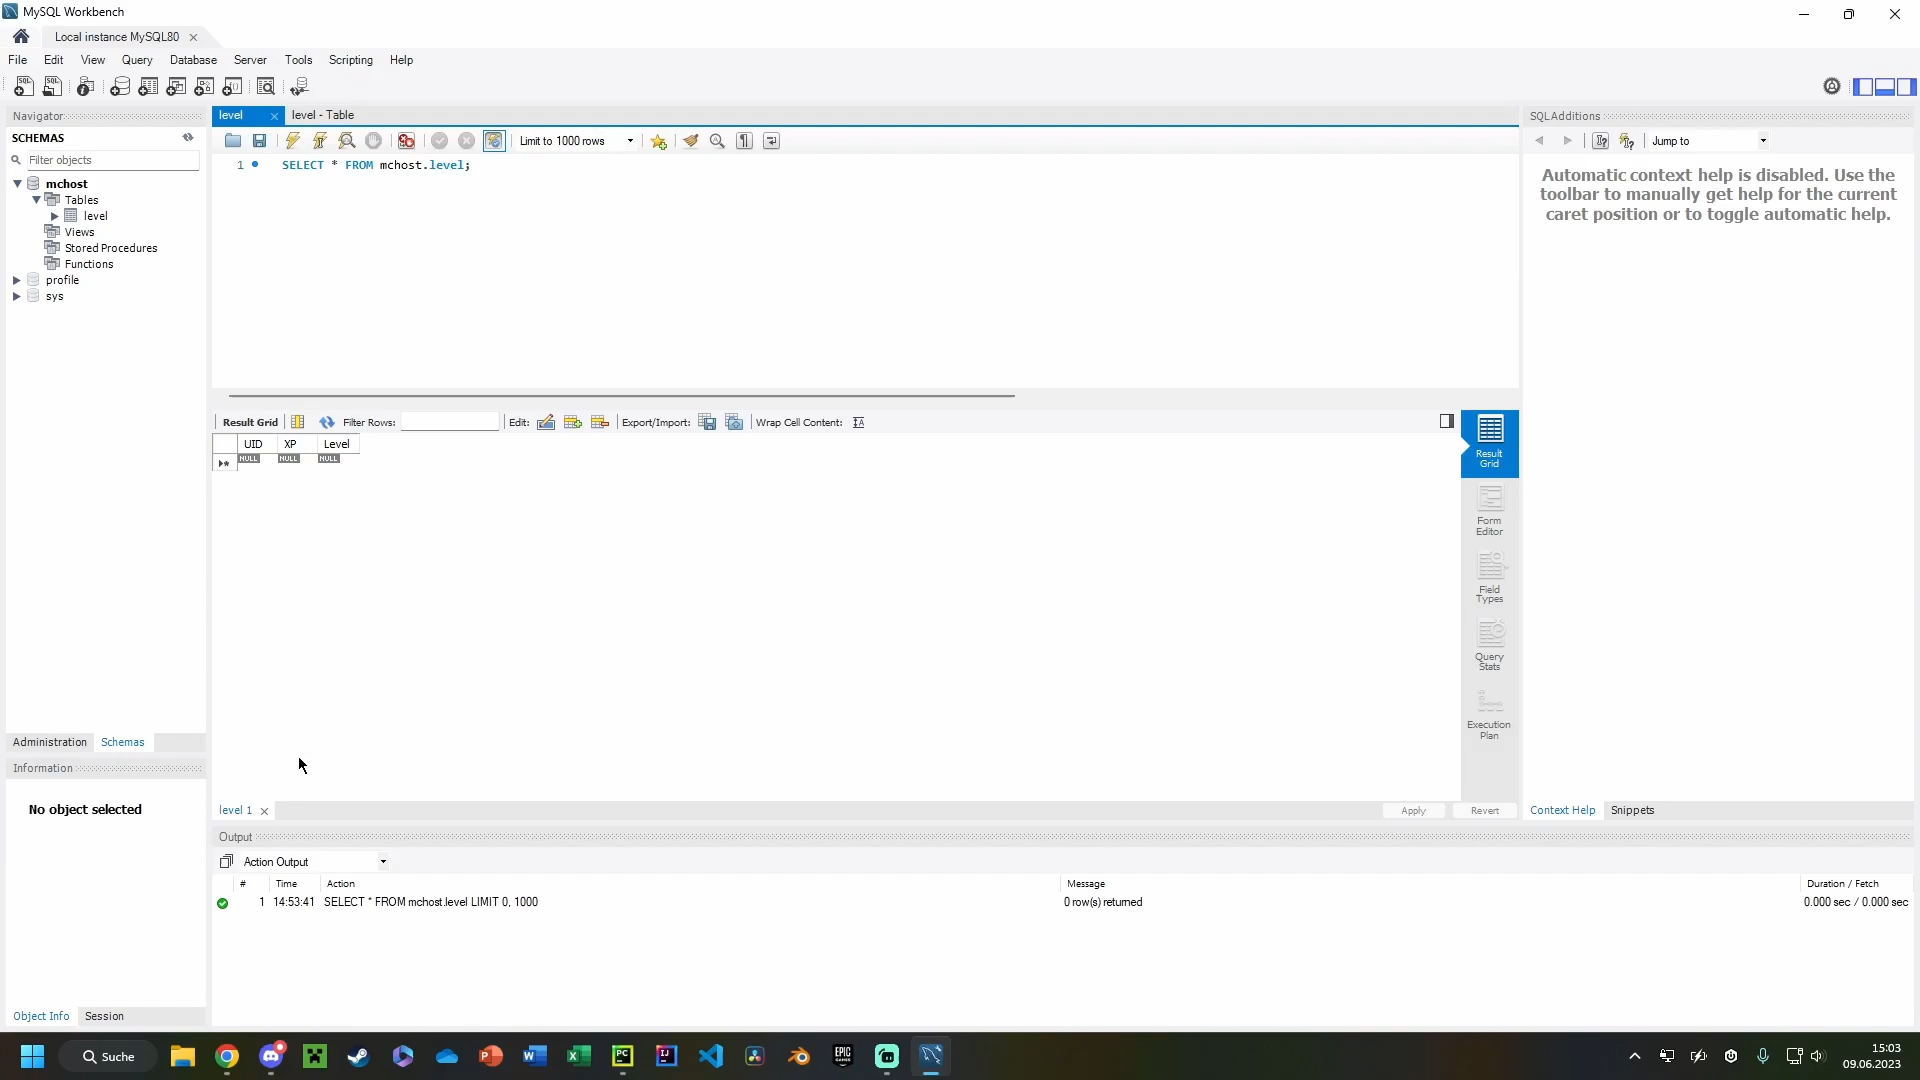 MySQL Workbench
Local instance MySQL80
File Edit View Query Database Server Tools Scripting Help
Navigator
SCHEMAS
Filter objects
mchost
Tables
level
Views
Stored Procedures
Functions
profile
sys
Administration Schemas
Information
No object selected
Object Info Session
level level - Table
Limit to 1000 rows
1 SELECT * FROM mchost.level;
Result Grid Filter Rows: Edit: Export/Import: Wrap Cell Content:
UID XP Level
NULL NULL NULL
Result
Grid
Form
Editor
Field
Types
Query
Stats
Execution
Plan
level 1 Apply Revert
SQLAdditions
Jump to
Automatic context help is disabled. Use the
toolbar to manually get help for the current
caret position or to toggle automatic help.
Context Help Snippets
Output
Action Output
# Time Action Message Duration / Fetch
1 14:53:41 SELECT * FROM mchost.level LIMIT 0, 1000 0 row(s) returned 0.000 sec / 0.000 sec
Suche
15:03
09.06.2023